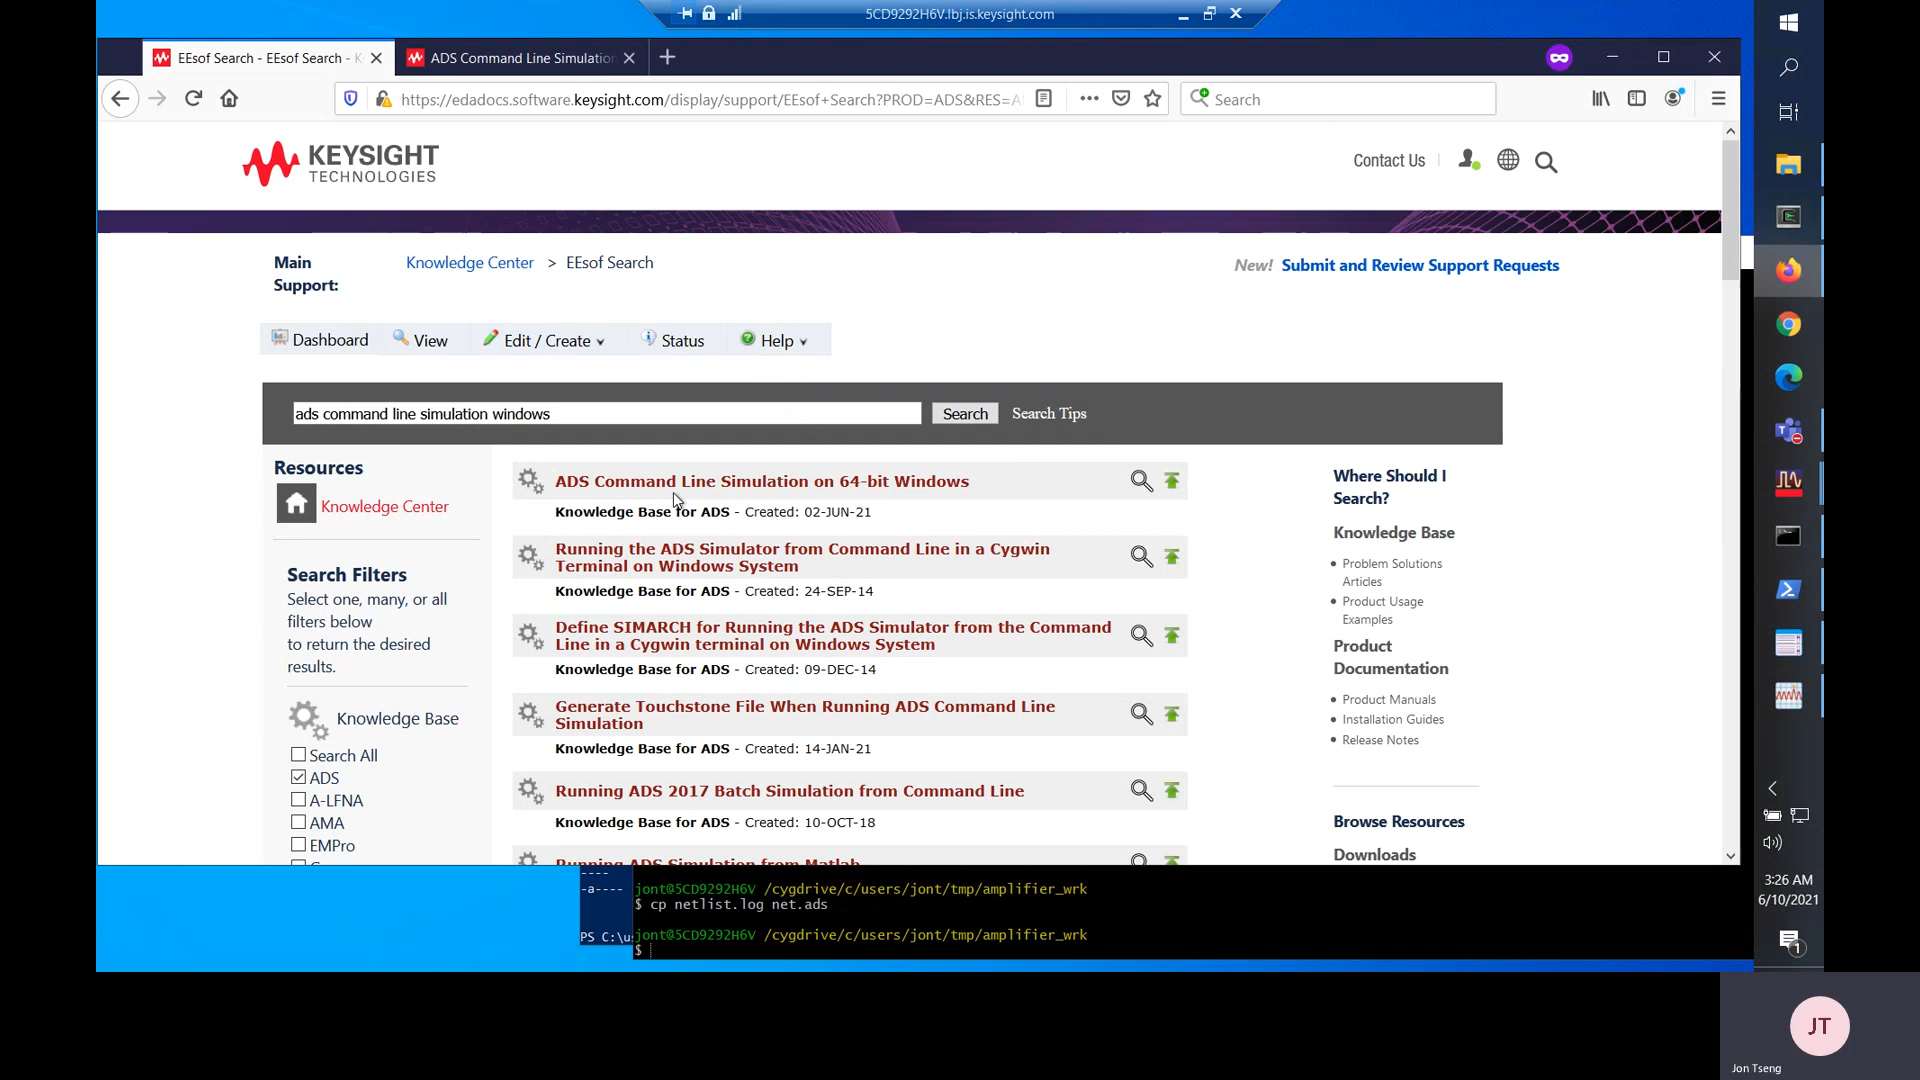 5CD9292H6V.lbj.is.keysight.com
EEsof Search - EEsof Search - K
ADS Command Line Simulation
https://edadocs.software.keysight.com/display/support/EEsof+Search?PROD=ADS&RES=A
Search
KEYSIGHT
TECHNOLOGIES
Contact Us
Main
Support:
Knowledge Center > EEsof Search
New! Submit and Review Support Requests
Dashboard
View
Edit / Create
Status
Help
ads command line simulation windows
Search
Search Tips
Resources
Knowledge Center
Search Filters
Select one, many, or all
filters below
to return the desired
results.
Knowledge Base
Search All
ADS
A-LFNA
AMA
EMPro
ADS Command Line Simulation on 64-bit Windows
Knowledge Base for ADS - Created: 02-JUN-21
Running the ADS Simulator from Command Line in a Cygwin
Terminal on Windows System
Knowledge Base for ADS - Created: 24-SEP-14
Define SIMARCH for Running the ADS Simulator from the Command
Line in a Cygwin terminal on Windows System
Knowledge Base for ADS - Created: 09-DEC-14
Generate Touchstone File When Running ADS Command Line
Simulation
Knowledge Base for ADS - Created: 14-JAN-21
Running ADS 2017 Batch Simulation from Command Line
Knowledge Base for ADS - Created: 10-OCT-18
Running ADS Simulation from Matlab
Where Should I
Search?
Knowledge Base
Problem Solutions
Articles
Product Usage
Examples
Product
Documentation
Product Manuals
Installation Guides
Release Notes
Browse Resources
Downloads
----
-a----
PS C:\u
jont@5CD9292H6V /cygdrive/c/users/jont/tmp/amplifier_wrk
$ cp netlist.log net.ads
jont@5CD9292H6V /cygdrive/c/users/jont/tmp/amplifier_wrk
$
3:26 AM
6/10/2021
1
JT
Jon Tseng